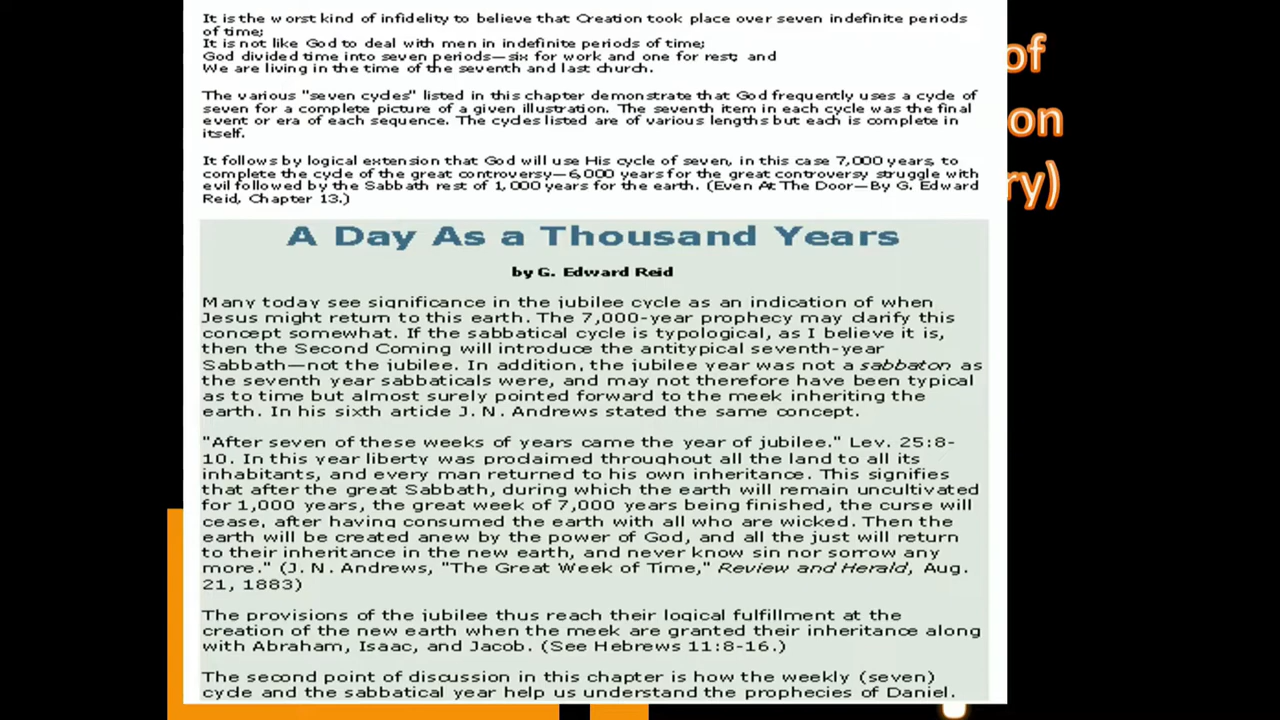 It is the worst kind of infidelity to believe that Creation took place over seven indefinite periods
of time;
It is not like God to deal with men in indefinite periods of time;
God divided time into seven periods—six for work and one for rest; and
We are living in the time of the seventh and last church.
The various "seven cycles" listed in this chapter demonstrate that God frequently uses a cycle of
seven for a complete picture of a given illustration. The seventh item in each cycle was the final
event or era of each sequence. The cycles listed are of various lengths but each is complete in
itself.
It follows by logical extension that God will use His cycle of seven, in this case 7,000 years, to
complete the cycle of the great controversy—6,000 years for the great controversy struggle with
evil followed by the Sabbath rest of 1,000 years for the earth. (Even At The Door—By G. Edward
Reid, Chapter 13.)
of
on
ry)
A Day As a Thousand Years
by G. Edward Reid
Many today see significance in the jubilee cycle as an indication of when
Jesus might return to this earth. The 7,000-year prophecy may clarify this
concept somewhat. If the sabbatical cycle is typological, as I believe it is,
then the Second Coming will introduce the antitypical seventh-year
Sabbath—not the jubilee. In addition, the jubilee year was not a sabbaton as
the seventh year sabbaticals were, and may not therefore have been typical
as to time but almost surely pointed forward to the meek inheriting the
earth. In his sixth article J. N. Andrews stated the same concept.
"After seven of these weeks of years came the year of jubilee." Lev. 25:8-
10. In this year liberty was proclaimed throughout all the land to all its
inhabitants, and every man returned to his own inheritance. This signifies
that after the great Sabbath, during which the earth will remain uncultivated
for 1,000 years, the great week of 7,000 years being finished, the curse will
cease, after having consumed the earth with all who are wicked. Then the
earth will be created anew by the power of God, and all the just will return
to their inheritance in the new earth, and never know sin nor sorrow any
more." (J. N. Andrews, "The Great Week of Time," Review and Herald, Aug.
21, 1883)
The provisions of the jubilee thus reach their logical fulfillment at the
creation of the new earth when the meek are granted their inheritance along
with Abraham, Isaac, and Jacob. (See Hebrews 11:8-16.)
The second point of discussion in this chapter is how the weekly (seven)
cycle and the sabbatical year help us understand the prophecies of Daniel.